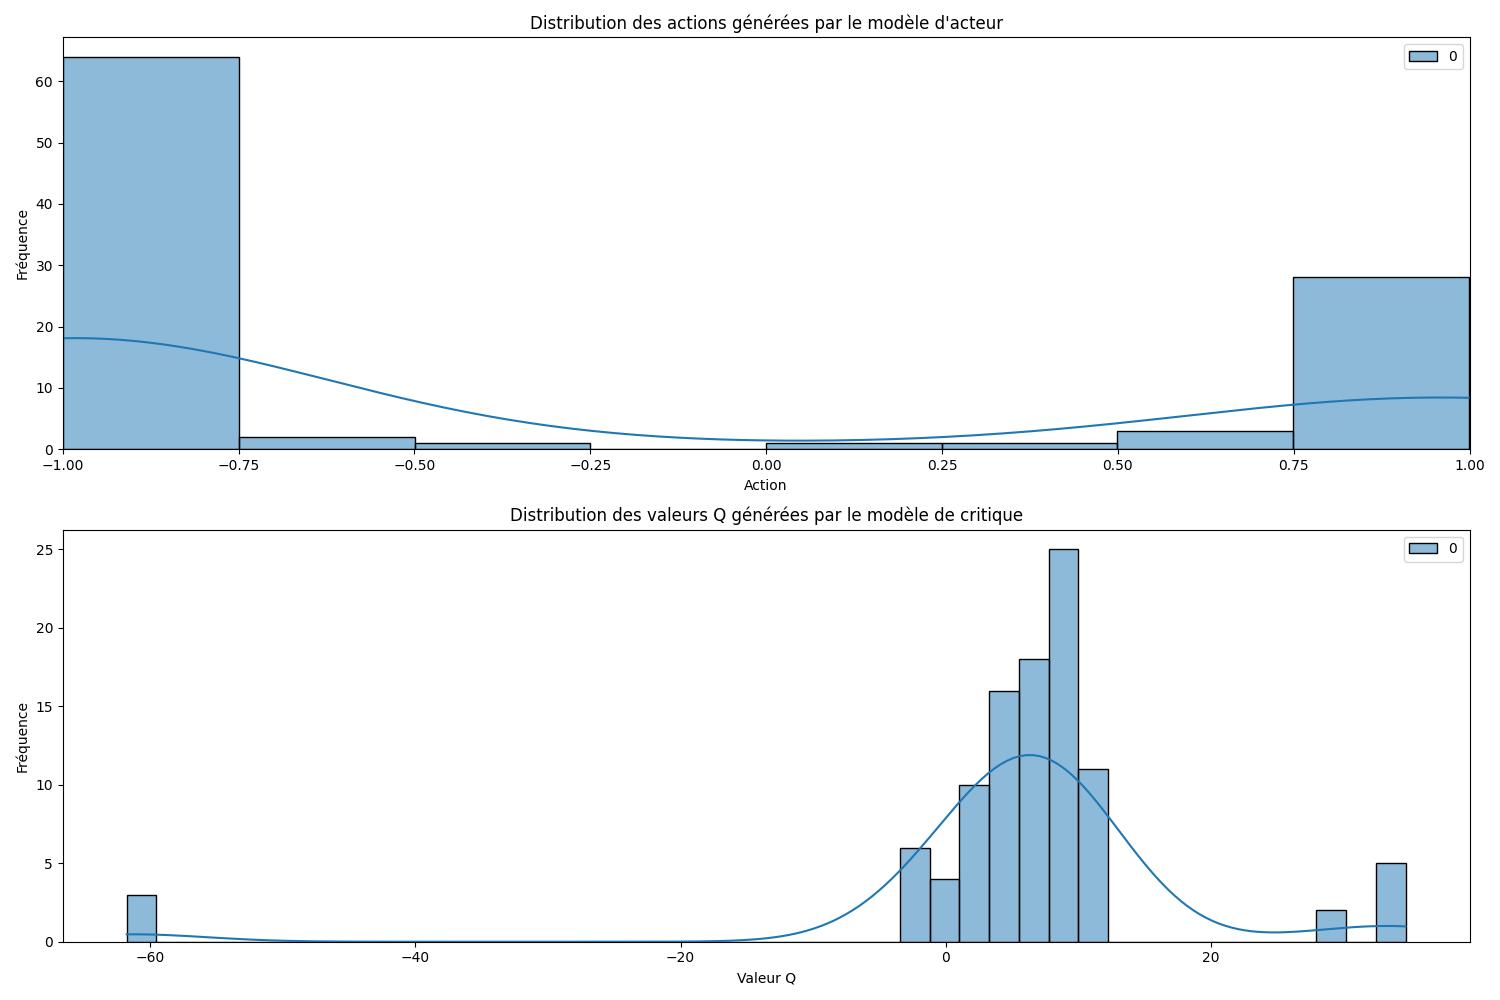 Distribution des actions générées par le modèle d'acteur
0
60
50
40
30
20
10
0
Fréquence
−1.00 −0.75 −0.50 −0.25 0.00 0.25 0.50 0.75 1.00
Action
Distribution des valeurs Q générées par le modèle de critique
0
25
20
15
10
5
0
Fréquence
−60 −40 −20 0 20
Valeur Q